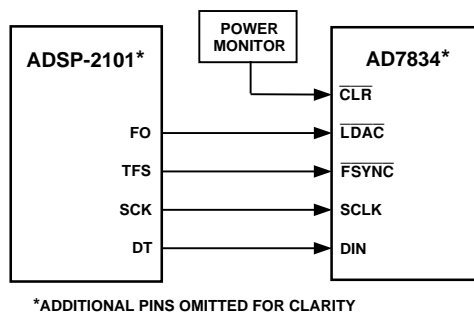 POWER
MONITOR
ADSP-2101*
AD7834*
CLR
FO
LDAC
TFS
FSYNC
SCK
SCLK
DT
DIN
*ADDITIONAL PINS OMITTED FOR CLARITY